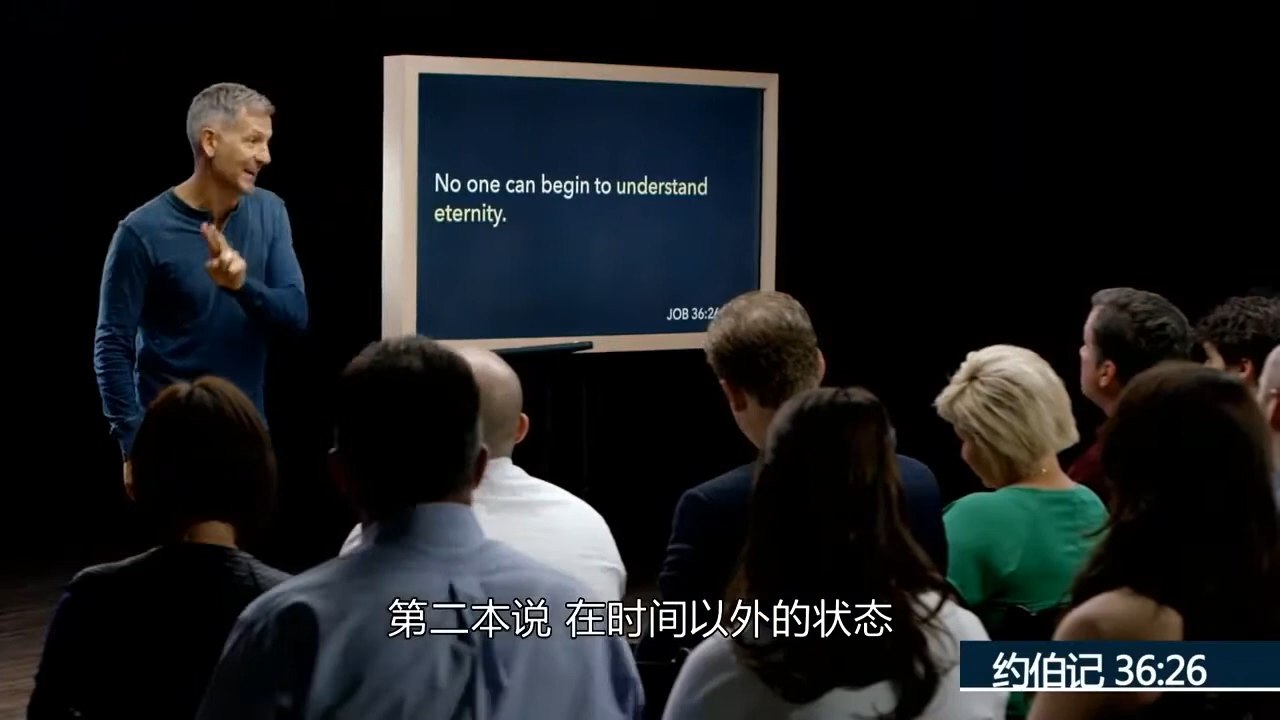 No one can begin to understand
eternity.
JOB 36:26
第二本说 在时间以外的状态
约伯记 36:26